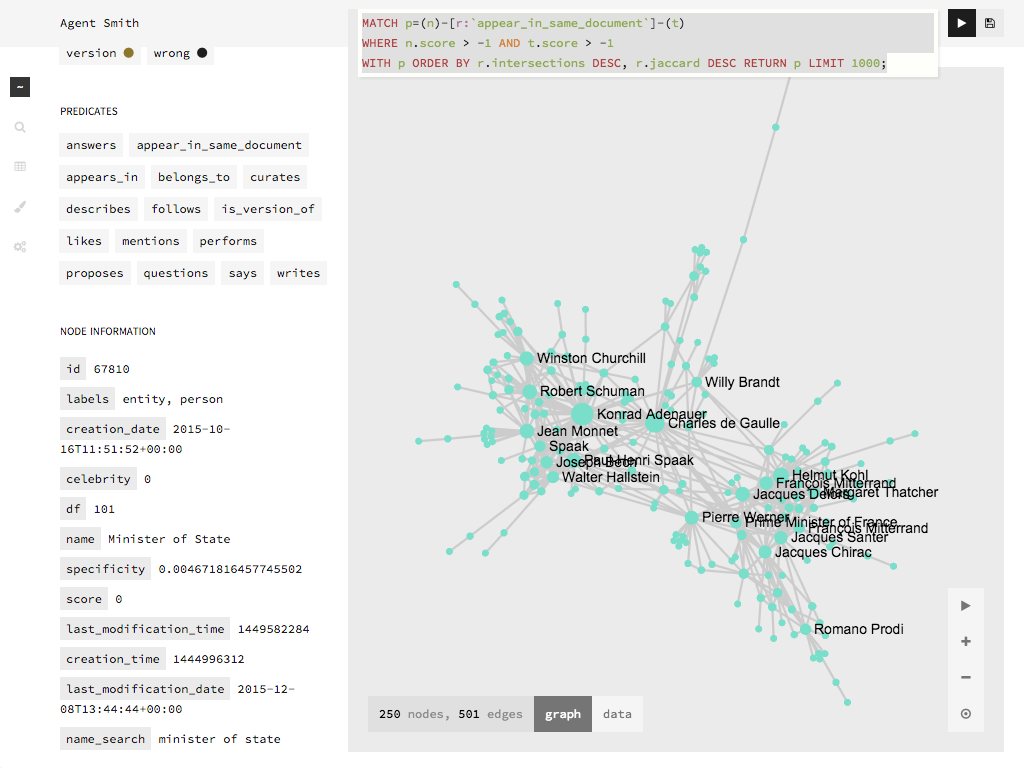 Agent Smith
version
wrong
PREDICATES
answers appear_in_same_document
appears_in belongs_to curates
describes follows is_version_of
likes mentions performs
proposes questions says writes
NODE INFORMATION
id 67810
labels entity, person
creation_date 2015-10-
16T11:51:52+00:00
celebrity 0
df 101
name Minister of State
specificity 0.004671816457745502
score 0
last_modification_time 1449582284
creation_time 1444996312
last_modification_date 2015-12-
08T13:44:44+00:00
name_search minister of state
MATCH p=(n)-[r:`appear_in_same_document`]-(t)
WHERE n.score > -1 AND t.score > -1
WITH p ORDER BY r.intersections DESC, r.jaccard DESC RETURN p LIMIT 1000;
Winston Churchill
Willy Brandt
Robert Schuman
Konrad Adenauer
Charles de Gaulle
Jean Monnet
Spaak
Joseph Bech
Paul-Henri Spaak
Walter Hallstein
Helmut Kohl
François Mitterrand
Jacques Delors
Margaret Thatcher
Pierre Werner
Prime Minister of France
François Mitterrand
Jacques Santer
Jacques Chirac
Romano Prodi
250 nodes, 501 edges
graph
data